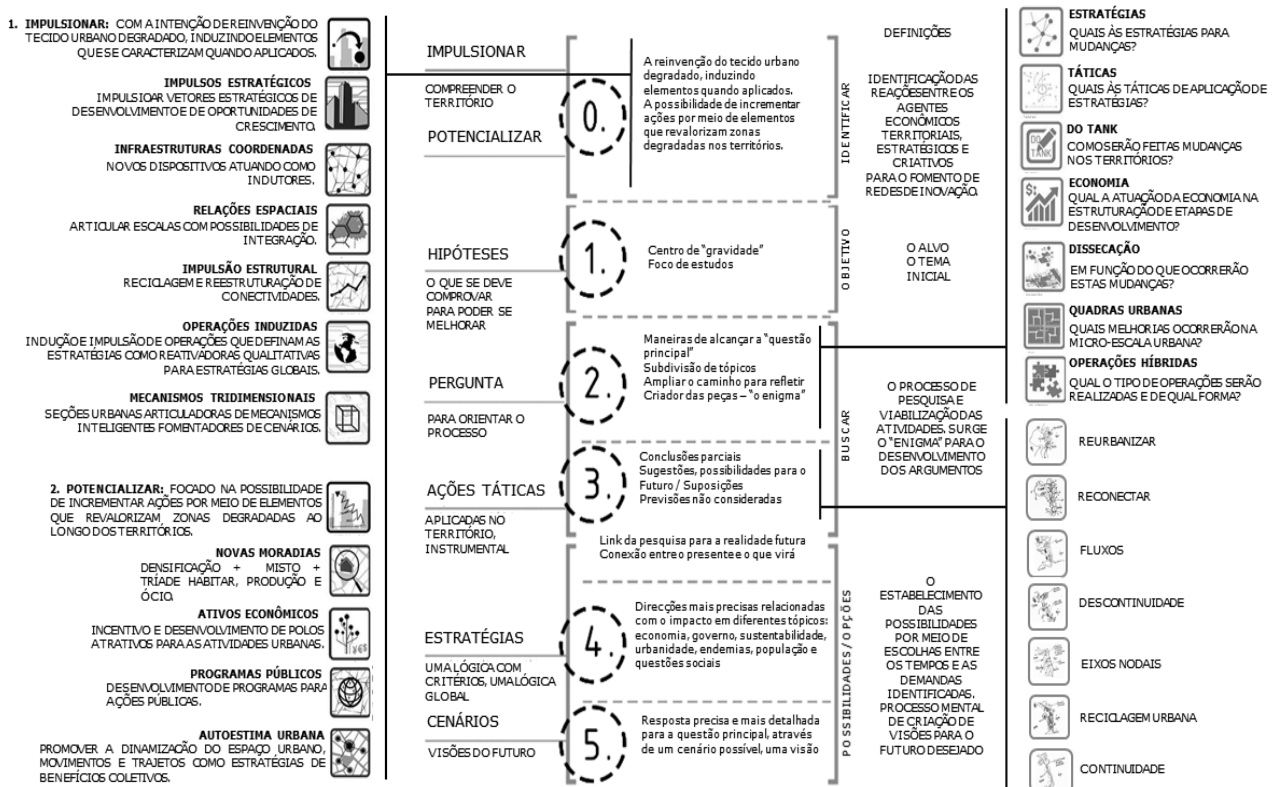 1. IMPULSIONAR: COM A INTENÇÃO DE REINVENÇÃO DO
TECIDO URBANO DEGRADADO, INDUZINDO ELEMENTOS
QUE SE CARACTERIZAM QUANDO APLICADOS.
IMPULSOS ESTRATÉGICOS
IMPULSIOAR VETORES ESTRATÉGICOS DE
DESENVOLVIMENTO E DE OPORTUNIDADES DE
CRESCIMENTO.
INFRAESTRUTURAS COORDENADAS
NOVOS DISPOSITIVOS ATUANDO COMO
INDUTORES.
RELAÇÕES ESPACIAIS
ARTICULAR ESCALAS COM POSSIBILIDADES DE
INTEGRAÇÃO.
IMPULSÃO ESTRUTURAL
RECICLAGEM E REESTRUTURAÇÃO DE
CONECTIVIDADES.
OPERAÇÕES INDUZIDAS
INDUÇÃO E IMPULSÃO DE OPERAÇÕES QUE DEFINAM AS
ESTRATÉGIAS COMO REATIVADORAS QUALITATIVAS
PARA ESTRATÉGIAS GLOBAIS.
MECANISMOS TRIDIMENSIONAIS
SEÇÕES URBANAS ARTICULADORAS DE MECANISMOS
INTELIGENTES FOMENTADORES DE CENÁRIOS.
2. POTENCIALIZAR: FOCADO NA POSSIBILIDADE
DE INCREMENTAR AÇÕES POR MEIO DE ELEMENTOS
QUE REVALORIZAM ZONAS DEGRADADAS AO
LONGO DOS TERRITÓRIOS.
NOVAS MORADIAS
DENSIFICAÇÃO + MISTO +
TRÍADE HABITAR, PRODUÇÃO E
ÓCIO.
ATIVOS ECONÔMICOS
INCENTIVO E DESENVOLVIMENTO DE POLOS
ATRATIVOS PARA AS ATIVIDADES URBANAS.
PROGRAMAS PÚBLICOS
DESENVOLVIMENTO DE PROGRAMAS PARA
AÇÕES PÚBLICAS.
AUTOESTIMA URBANA
PROMOVER A DINAMIZAÇÃO DO ESPAÇO URBANO,
MOVIMENTOS E TRAJETOS COMO ESTRATÉGIAS DE
BENEFÍCIOS COLETIVOS.
IMPULSIONAR
COMPREENDER O
TERRITÓRIO
POTENCIALIZAR
0.
A reinvenção do tecido urbano
degradado, induzindo
elementos quando aplicados.
A possibilidade de incrementar
ações por meio de elementos
que revalorizam zonas
degradadas nos territórios.
IDENTIFICAR
DEFINIÇÕES
IDENTIFICAÇÃO DAS
REAÇÕES ENTRE OS
AGENTES
ECONÔMICOS
TERRITORIAIS,
ESTRATÉGICOS E
CRIATIVOS
PARA O FOMENTO DE
REDES DE INOVAÇÃO.
HIPÓTESES
O QUE SE DEVE
COMPROVAR
PARA PODER SE
MELHORAR
1.
Centro de "gravidade"
Foco de estudos
OBJETIVO
O ALVO
O TEMA
INICIAL
PERGUNTA
PARA ORIENTAR O
PROCESSO
2.
Maneiras de alcançar a "questão
principal"
Subdivisão de tópicos
Ampliar o caminho para refletir
Criador das peças – "o enigma"
BUSCAR
O PROCESSO DE
PESQUISA E
VIABILIZAÇÃO DAS
ATIVIDADES. SURGE
O "ENIGMA" PARA O
DESENVOLVIMENTO
DOS ARGUMENTOS
AÇÕES TÁTICAS
APLICADAS NO
TERRITÓRIO,
INSTRUMENTAL
3.
Conclusões parciais
Sugestões, possibilidades para o
Futuro / Suposições
Previsões não consideradas
Link da pesquisa para a realidade futura
Conexão entre o presente e o que virá
ESTRATÉGIAS
UMA LÓGICA COM
CRITÉRIOS, UMA LÓGICA
GLOBAL
4.
Direcções mais precisas relacionadas
com o impacto em diferentes tópicos:
economia, governo, sustentabilidade,
urbanidade, endemias, população e
questões sociais
POSSIBILIDADES / OPÇÕES
O
ESTABELECIMENTO
DAS
POSSIBILIDADES
POR MEIO DE
ESCOLHAS ENTRE
OS TEMPOS E AS
DEMANDAS
IDENTIFICADAS.
PROCESSO MENTAL
DE CRIAÇÃO DE
VISÕES PARA O
FUTURO DESEJADO
CENÁRIOS
VISÕES DO FUTURO
5.
Resposta precisa e mais detalhada
para a questão principal, através
de um cenário possível, uma visão
ESTRATÉGIAS
QUAIS ÀS ESTRATÉGIAS PARA
MUDANÇAS?
TÁTICAS
QUAIS ÀS TÁTICAS DE APLICAÇÃO DE
ESTRATÉGIAS?
DO
TANK
DO TANK
COMO SERÃO FEITAS MUDANÇAS
NOS TERRITÓRIOS?
$:
ECONOMIA
QUAL A ATUAÇÃO DA ECONOMIA NA
ESTRUTURAÇÃO DE ETAPAS DE
DESENVOLVIMENTO?
DISSECAÇÃO
EM FUNÇÃO DO QUE OCORRERÃO
ESTAS MUDANÇAS?
QUADRAS URBANAS
QUAIS MELHORIAS OCORRERÃO NA
MICRO-ESCALA URBANA?
OPERAÇÕES HÍBRIDAS
QUAL O TIPO DE OPERAÇÕES SERÃO
REALIZADAS E DE QUAL FORMA?
REURBANIZAR
RECONECTAR
FLUXOS
DESCONTINUIDADE
EIXOS NODAIS
RECICLAGEM URBANA
CONTINUIDADE